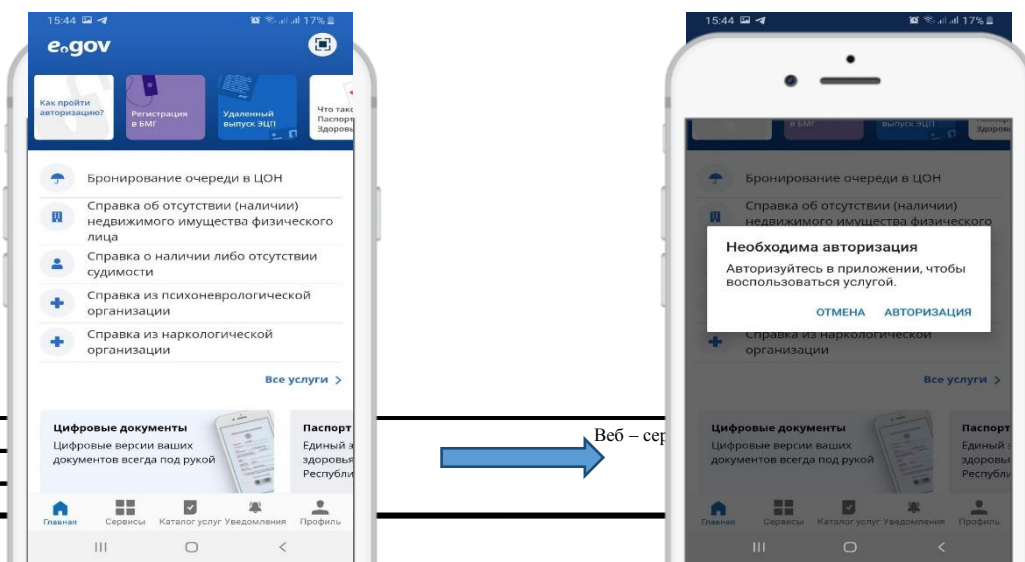 15:44 17%
eₒgov
Как пройти
авторизацию?
Регистрация
в БМГ
Удаленный
выпуск ЭЦП
Что
Паспорт
Бронирование очереди в ЦОН
Справка об отсутствии (наличии)
недвижимого имущества физического
лица
Справка о наличии либо отсутствии
судимости
Справка из психоневрологической
организации
Справка из наркологической
организации
Все услуги >
Цифровые документы
Цифровые версии ваших
документов всегда под рукой
Паспорт
Единый
здоровья
Республи
Главная Сервисы Каталог услуг Уведомления Профиль
Веб – сер
15:44 17%
в БМГ
выпуск ЭЦП
Бронирование очереди в ЦОН
Справка об отсутствии (наличии)
недвижимого имущества физического
Необходима авторизация
Авторизуйтесь в приложении, чтобы
воспользоваться услугой.
ОТМЕНА АВТОРИЗАЦИЯ
Справка из наркологической
организации
Все услуги >
Цифровые документы
Цифровые версии ваших
документов всегда под рукой
Паспорт
Единый
здоровья
Республи
Главная Сервисы Каталог услуг Уведомления Профиль